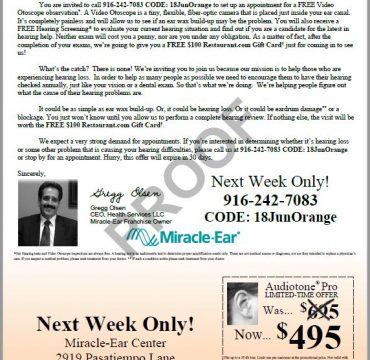 You are invited to call 916-242-7083 CODE: 18JunOrange to set up an appointment for a FREE Video
Otoscope observation*. A Video Otoscope is a tiny, flexible, fiber-optic camera that is placed just inside your ear canal.
It's completely painless and will allow us to see if an ear wax build-up may be the problem. You will also receive a
FREE Hearing Screening* to evaluate your current hearing situation and find out if you are a candidate for the latest in
hearing help. Neither exam will cost you a penny, nor are you under any obligation. As a matter of fact, after the
completion of your exams, we're going to give you a FREE $100 Restaurant.com Gift Card¹ just for coming in to see
us!
What's the catch? There is none! We're inviting you to join us because our mission is to help those who are
experiencing hearing loss. In order to help as many people as possible we need to encourage them to have their hearing
checked annually, just like your vision or a dental exam. So that's what we're doing. We're helping people figure out
what the cause of their hearing problems are.
It could be as simple as ear wax build-up. Or, it could be hearing loss. Or it could be eardrum damage** or a
blockage. You just won't know until you allow us to perform a complete hearing review. If nothing else, the visit will be
worth the FREE $100 Restaurant.com Gift Card¹.
We expect a very strong demand for appointments. If you're interested in determining whether it's hearing loss
or some other problem that is causing your hearing difficulties, please call us at 916-242-7083 CODE: 18JunOrange
or stop by for an appointment. Hurry, this offer will expire in 30 days.
Sincerely,
Gregg Olsen
Gregg Olsen
CEO, Health Services LLC
Miracle-Ear Franchise Owner
Miracle-Ear®
Next Week Only!
916-242-7083
CODE: 18JunOrange
PROOF
Audiotone® Pro
LIMITED-TIME OFFER
Was... $695
Now... $495
Next Week Only!
Miracle-Ear Center
2919 Pasatiempo Lane